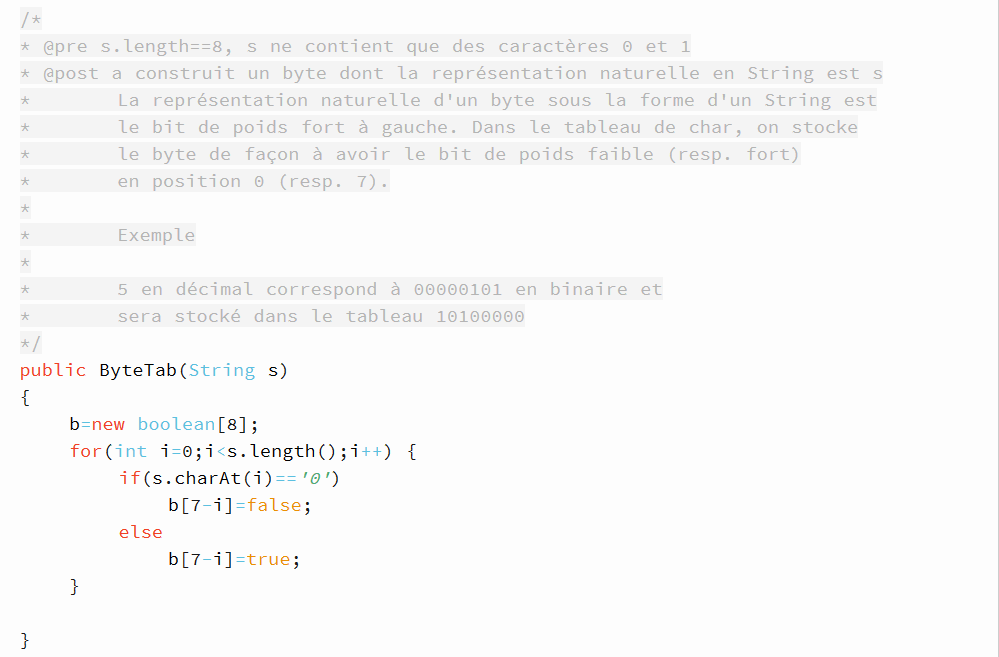 /*
* @pre s.length==8, s ne contient que des caractères 0 et 1
* @post a construit un byte dont la représentation naturelle en String est s
*        La représentation naturelle d'un byte sous la forme d'un String est
*        le bit de poids fort à gauche. Dans le tableau de char, on stocke
*        le byte de façon à avoir le bit de poids faible (resp. fort)
*        en position 0 (resp. 7).
*
*        Exemple
*
*        5 en décimal correspond à 00000101 en binaire et
*        sera stocké dans le tableau 10100000
*/
public ByteTab(String s)
{
    b=new boolean[8];
    for(int i=0;i<s.length();i++) {
        if(s.charAt(i)=='0')
            b[7-i]=false;
        else
            b[7-i]=true;
    }
}